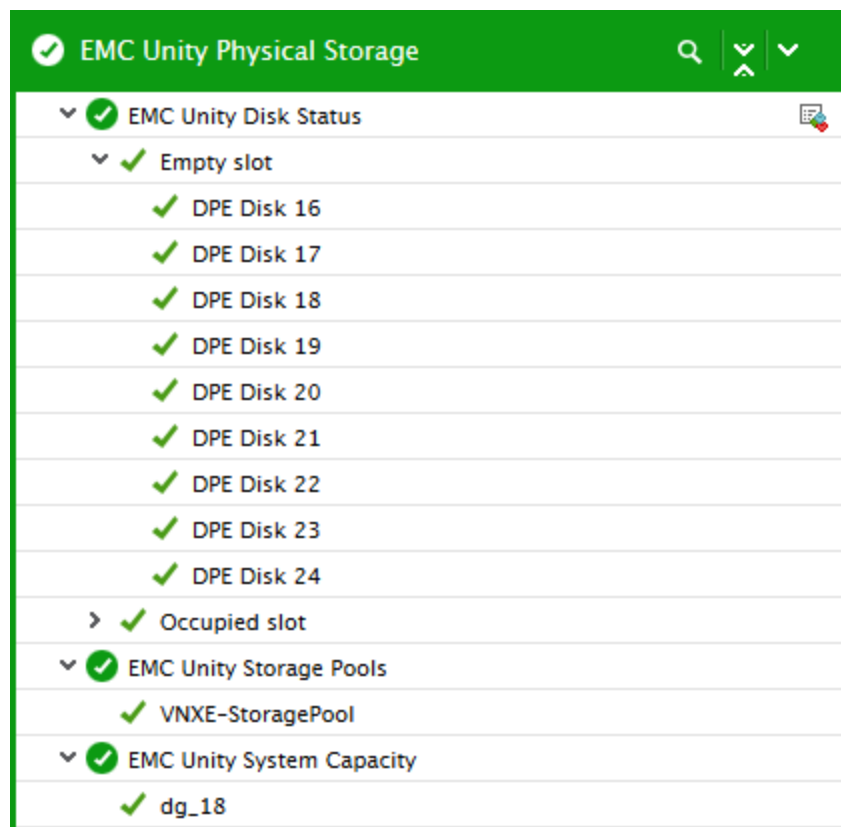 EMC Unity Physical Storage
EMC Unity Disk Status
Empty slot
DPE Disk 16
DPE Disk 17
DPE Disk 18
DPE Disk 19
DPE Disk 20
DPE Disk 21
DPE Disk 22
DPE Disk 23
DPE Disk 24
Occupied slot
EMC Unity Storage Pools
VNXE-StoragePool
EMC Unity System Capacity
dg_18